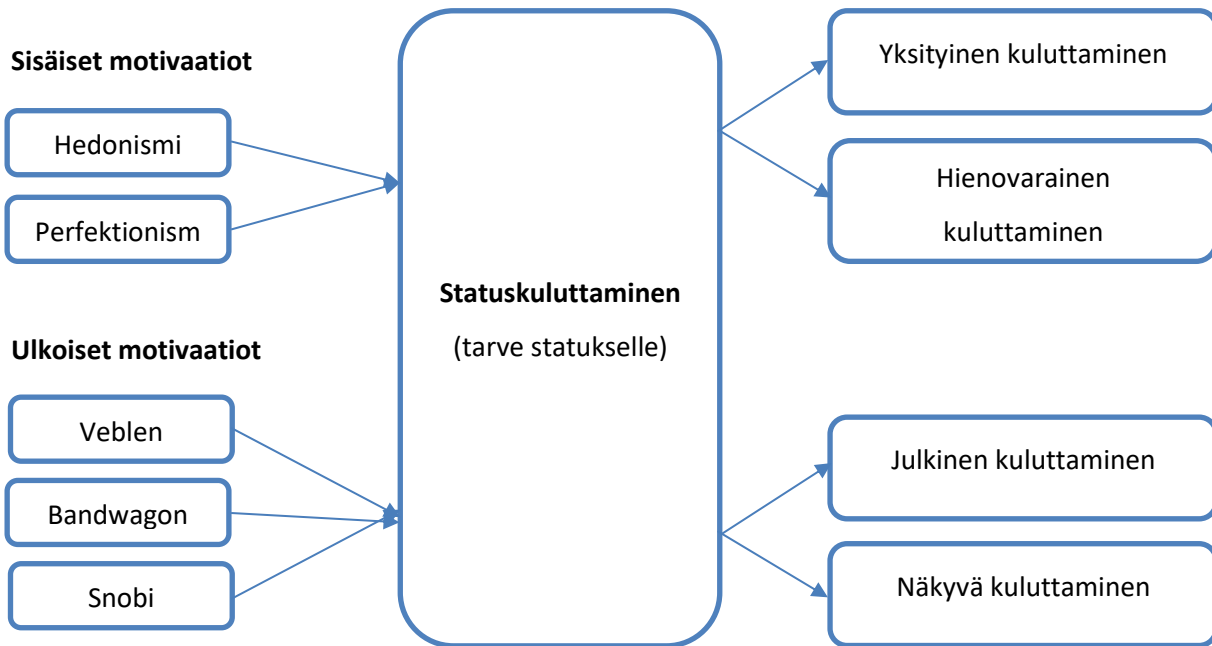 Sisäiset motivaatiot
Hedonismi
Perfektionism
Ulkoiset motivaatiot
Veblen
Bandwagon
Snobi
Statuskuluttaminen
(tarve statukselle)
Yksityinen kuluttaminen
Hienovarainen
kuluttaminen
Julkinen kuluttaminen
Näkyvä kuluttaminen